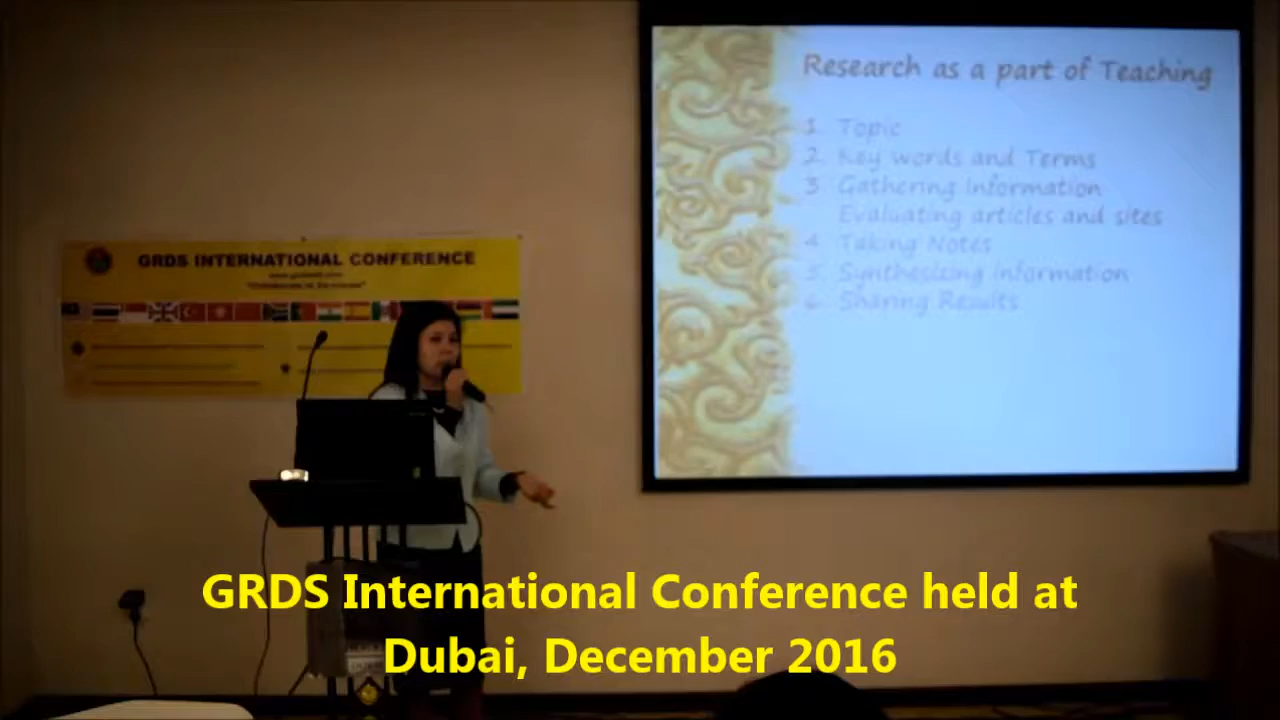 Research as a part of Teaching
1 Topic
2 Key words and Terms
3 Gathering Information
Evaluating articles and sites
4 Taking Notes
5 Synthesizing information
6 Sharing Results
GRDS INTERNATIONAL CONFERENCE
GRDS International Conference held at
Dubai, December 2016